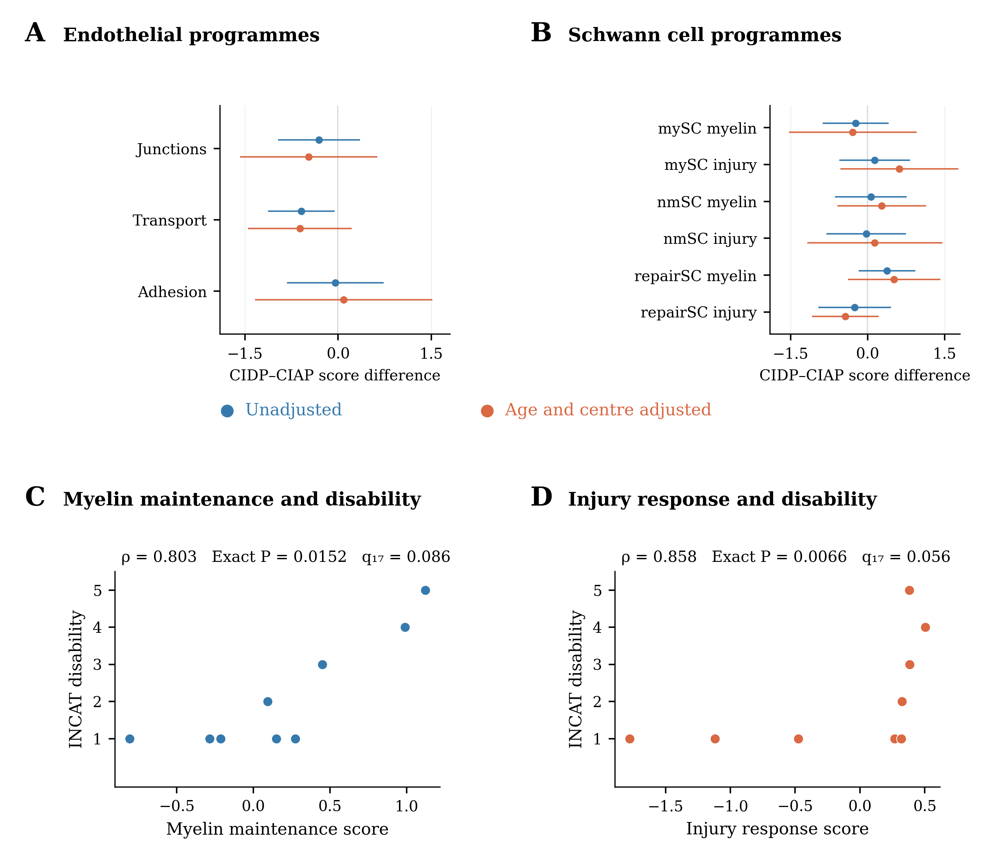 A Endothelial programmes
Junctions
Transport
Adhesion
−1.5 0.0 1.5
CIDP–CIAP score difference
B Schwann cell programmes
mySC myelin
mySC injury
nmSC myelin
nmSC injury
repairSC myelin
repairSC injury
−1.5 0.0 1.5
CIDP–CIAP score difference
Unadjusted
Age and centre adjusted
C Myelin maintenance and disability
ρ = 0.803 Exact P = 0.0152 q₁₇ = 0.086
INCAT disability
5
4
3
2
1
−0.5 0.0 0.5 1.0
Myelin maintenance score
D Injury response and disability
ρ = 0.858 Exact P = 0.0066 q₁₇ = 0.056
INCAT disability
5
4
3
2
1
−1.5 −1.0 −0.5 0.0 0.5
Injury response score